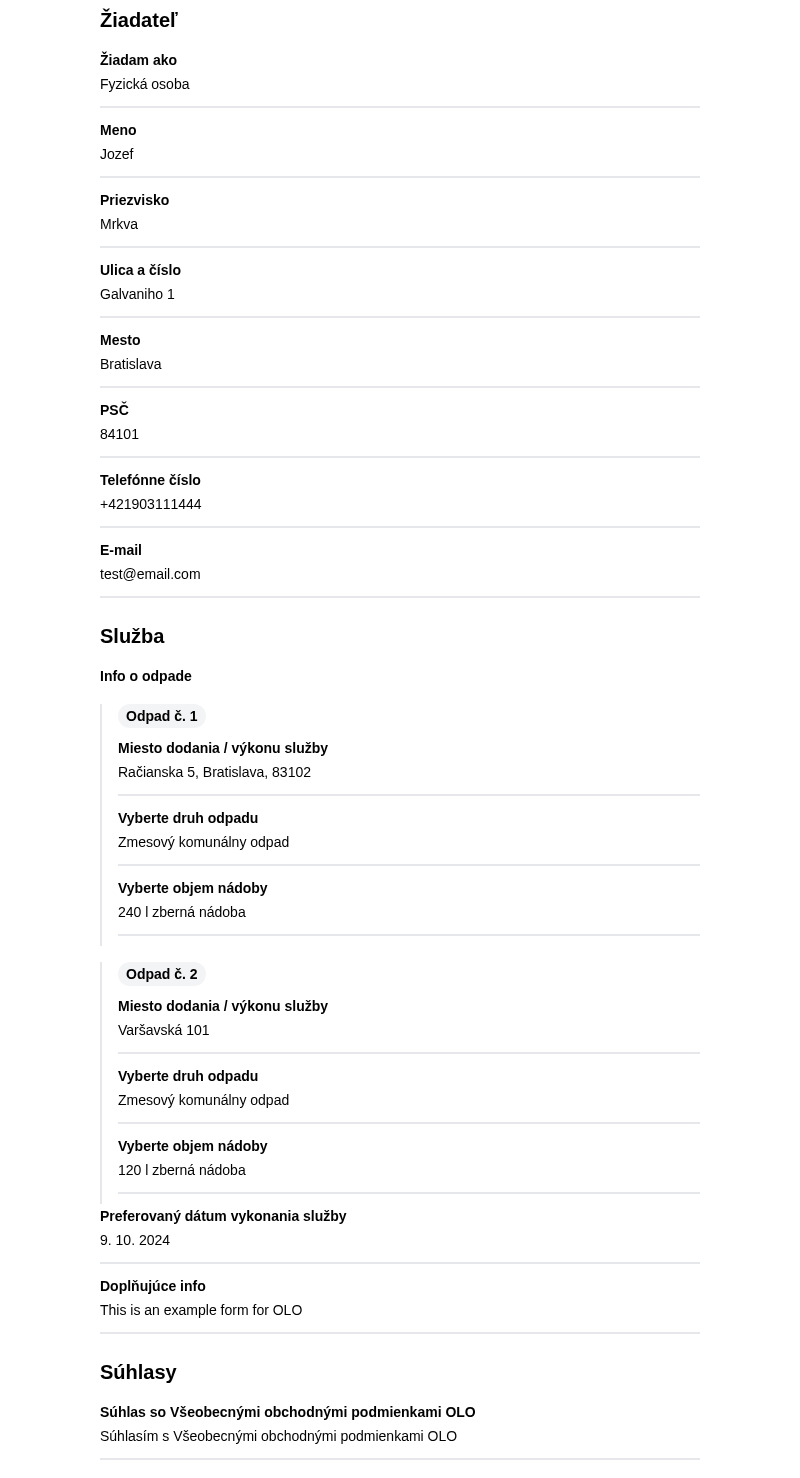 Žiadateľ
Žiadam ako
Fyzická osoba
Meno
Jozef
Priezvisko
Mrkva
Ulica a číslo
Galvaniho 1
Mesto
Bratislava
PSČ
84101
Telefónne číslo
+421903111444
E-mail
test@email.com
Služba
Info o odpade
Odpad č. 1
Miesto dodania / výkonu služby
Račianska 5, Bratislava, 83102
Vyberte druh odpadu
Zmesový komunálny odpad
Vyberte objem nádoby
240 l zberná nádoba
Odpad č. 2
Miesto dodania / výkonu služby
Varšavská 101
Vyberte druh odpadu
Zmesový komunálny odpad
Vyberte objem nádoby
120 l zberná nádoba
Preferovaný dátum vykonania služby
9. 10. 2024
Doplňujúce info
This is an example form for OLO
Súhlasy
Súhlas so Všeobecnými obchodnými podmienkami OLO
Súhlasím s Všeobecnými obchodnými podmienkami OLO